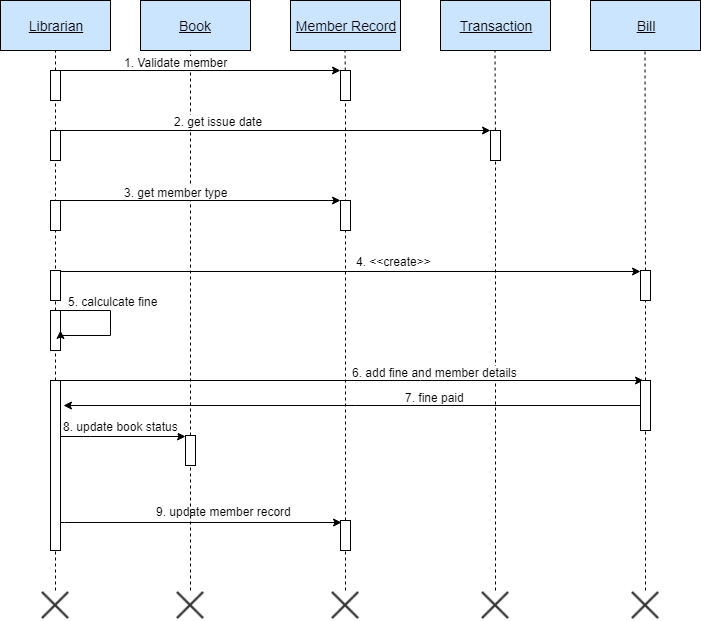 Librarian
Book
Member Record
Transaction
Bill
1. Validate member
2. get issue date
3. get member type
4. <<create>>
5. calculcate fine
6. add fine and member details
7. fine paid
8. update book status
9. update member record